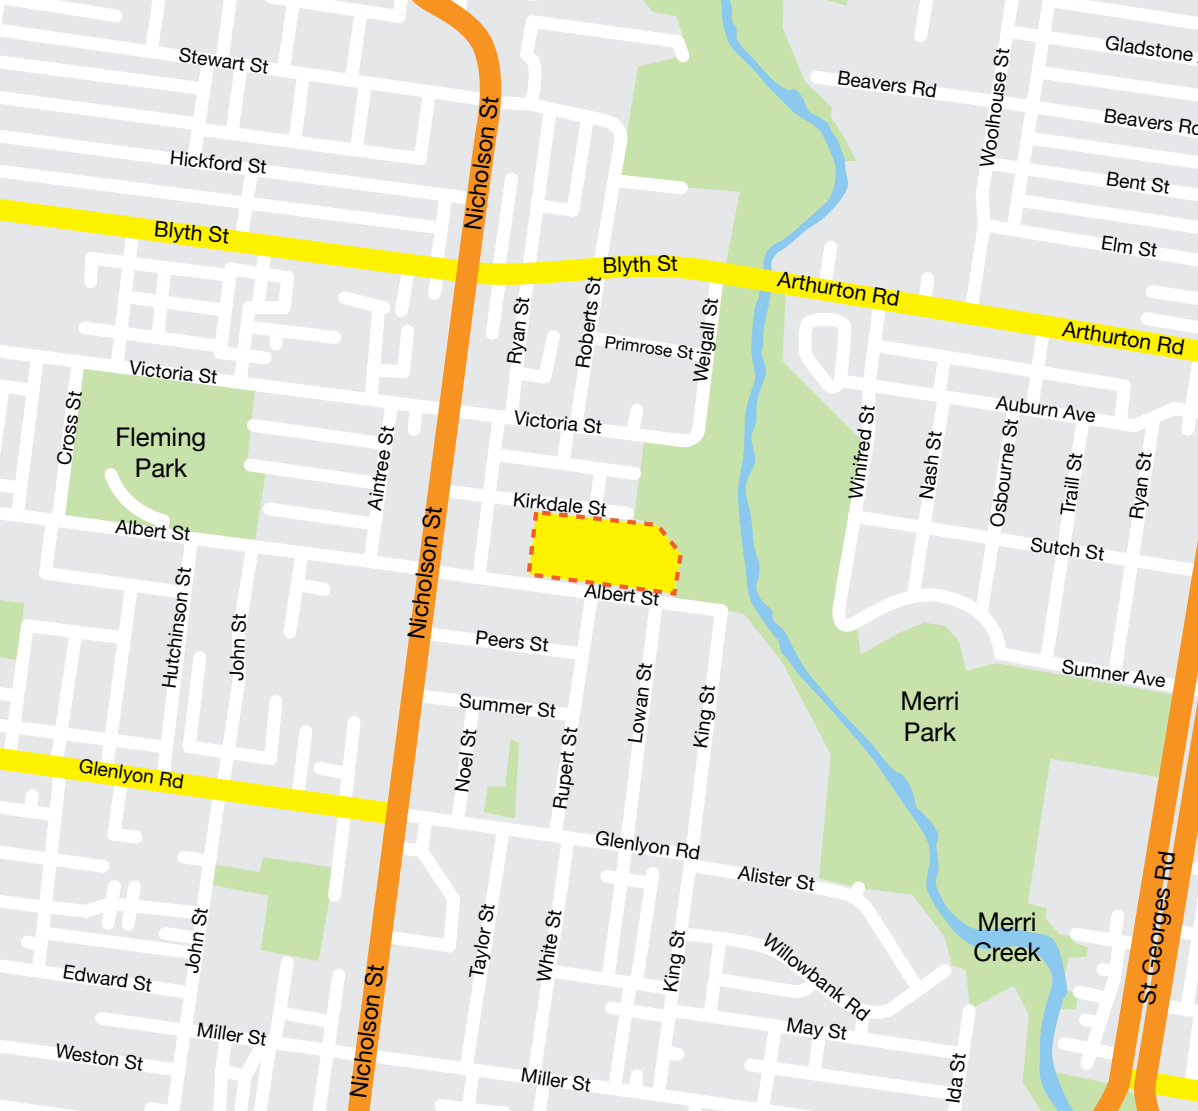 Stewart St
Nicholson St
Beavers Rd
Woolhouse St
Gladstone
Beavers Rd
Hickford St
Bent St
Blyth St
Blyth St
Elm St
Arthurton Rd
Arthurton Rd
Ryan St
Roberts St
Primrose St
Weigall St
Victoria St
Cross St
Fleming
Park
Aintree St
Victoria St
Auburn Ave
Winifred St
Nash St
Osbourne St
Traill St
Ryan St
Kirkdale St
Albert St
Nicholson St
Sutch St
Albert St
Hutchinson St
John St
Peers St
Lowan St
King St
Sumner Ave
Summer St
Merri
Park
Noel St
Rupert St
Glenlyon Rd
Glenlyon Rd
Alister St
St Georges Rd
John St
Taylor St
White St
King St
Willowbank Rd
Merri
Creek
Edward St
Nicholson St
Miller St
May St
Weston St
Miller St
Ida St